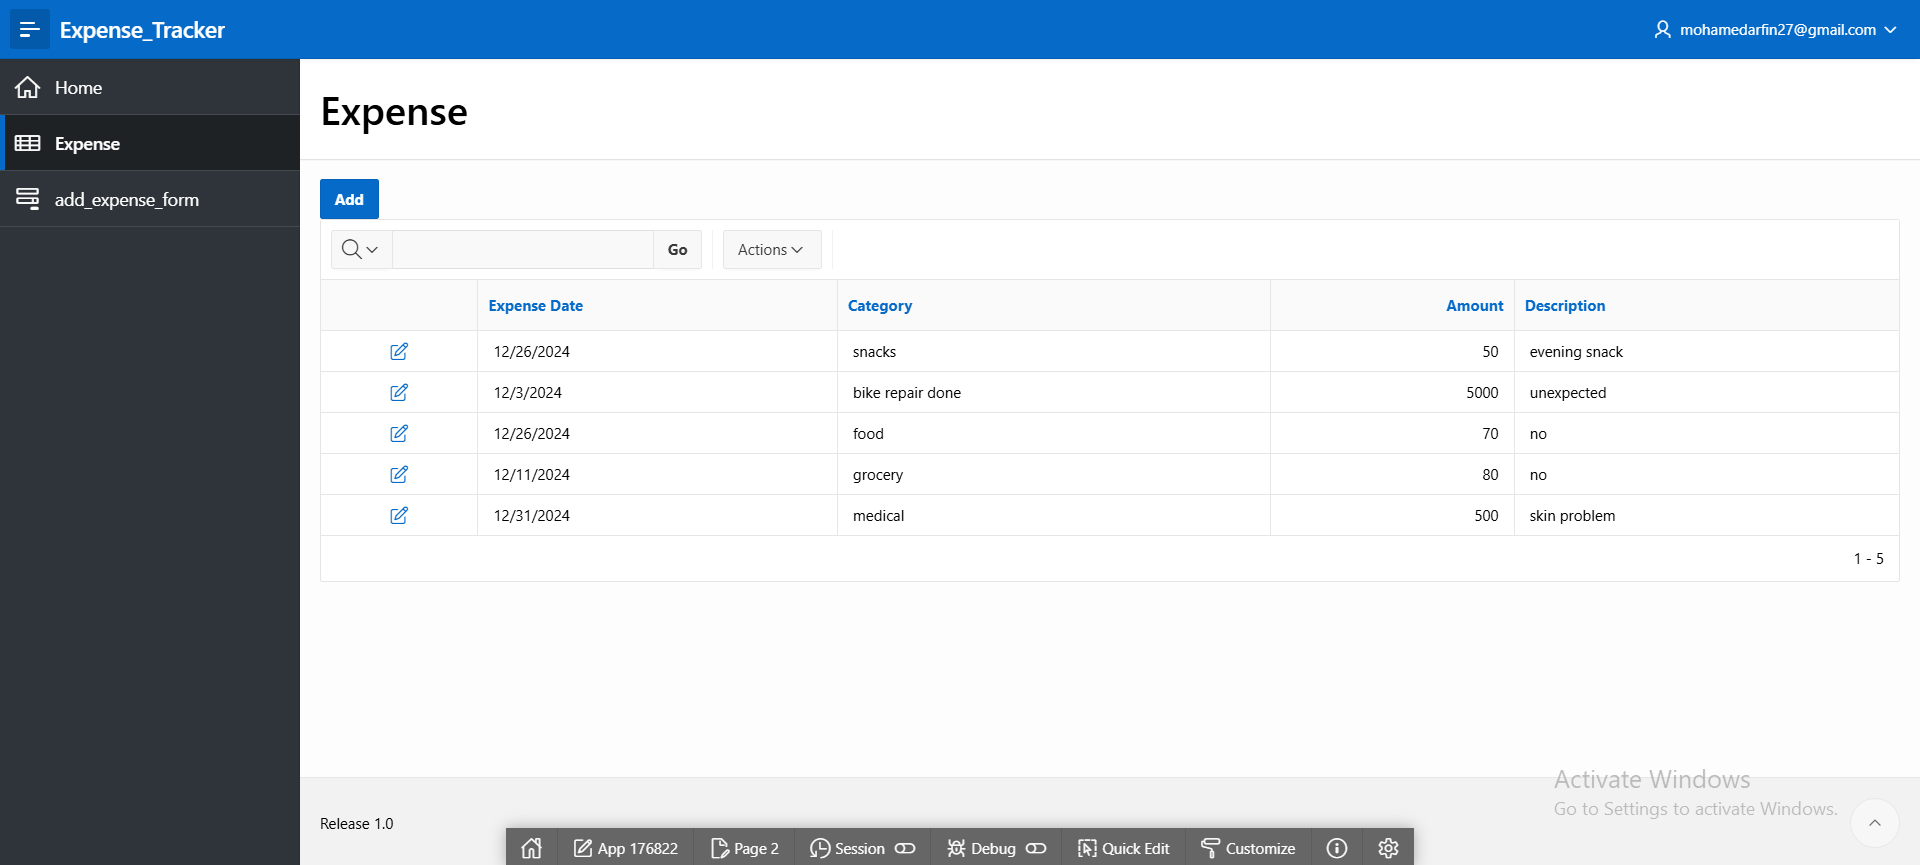 Expense_Tracker
mohamedarfin27@gmail.com
Home
Expense
add_expense_form
Expense
Add
Go
Actions
Expense Date Category Amount Description
12/26/2024 snacks 50 evening snack
12/3/2024 bike repair done 5000 unexpected
12/26/2024 food 70 no
12/11/2024 grocery 80 no
12/31/2024 medical 500 skin problem
1 - 5
Activate Windows
Go to Settings to activate Windows.
Release 1.0
App 176822 Page 2 Session Debug Quick Edit Customize